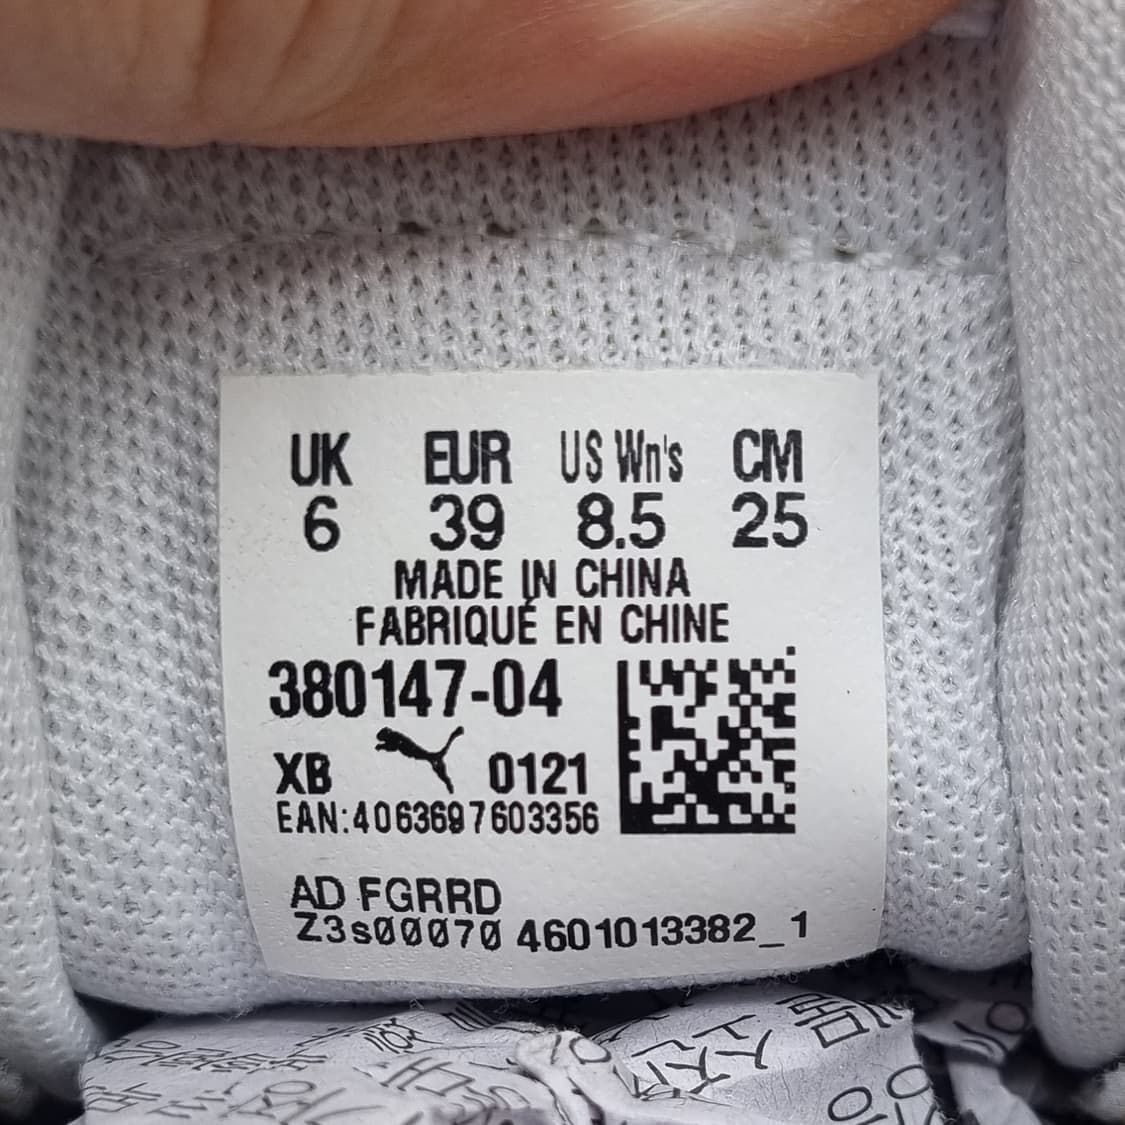 UK EUR US Wn's CM
6 39 8.5 25
MADE IN CHINA
FABRIQUÉ EN CHINE
380147-04
XB 0121
EAN:4063697603356
AD FGRRD
Z3s00070 4601013382_1